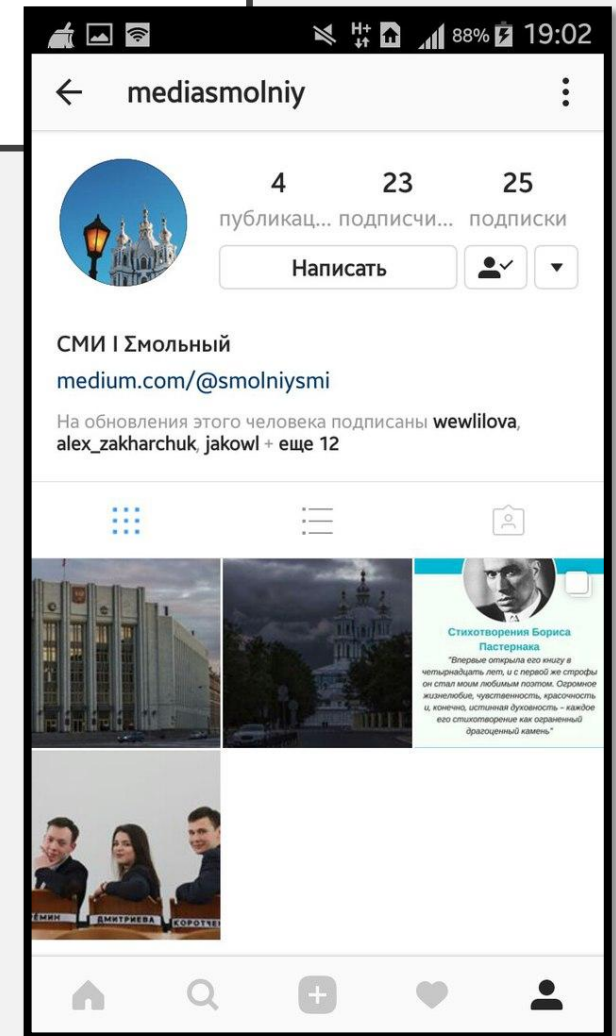 88% 19:02
mediasmolniy
4 23 25
публикац... подписчи... подписки
Написать
СМИ I Σмольный
medium.com/@smolniysmi
На обновления этого человека подписаны wewlilova,
alex_zakharchuk, jakowl + еще 12
Стихотворения Бориса
Пастернака
"Впервые открыла его книгу в
четырнадцать лет, и с первой же строфы
он стал моим любимым поэтом. Огромное
жизнелюбие, чувственность, красочность
и, конечно, истинная духовность – каждое
его стихотворение как ограненный
драгоценный камень"
ЁМИН ДМИТРИЕВА КОРОТЧЕ